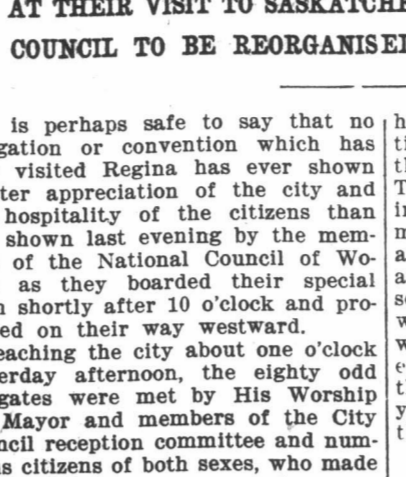 AT THEIR VISIT TO SASKATCHE
COUNCIL TO BE REORGANISE
is perhaps safe to say that no
gation or convention which has
visited Regina has ever shown
ter appreciation of the city and
hospitality of the citizens than
shown last evening by the mem-
of the National Council of Wo-
as they boarded their special
n shortly after 10 o'clock and pro-
ed on their way westward.
eaching the city about one o'clock
erday afternoon, the eighty odd
gates were met by His Worship
Mayor and members of the City
ncil reception committee and num-
s citizens of both sexes, who made